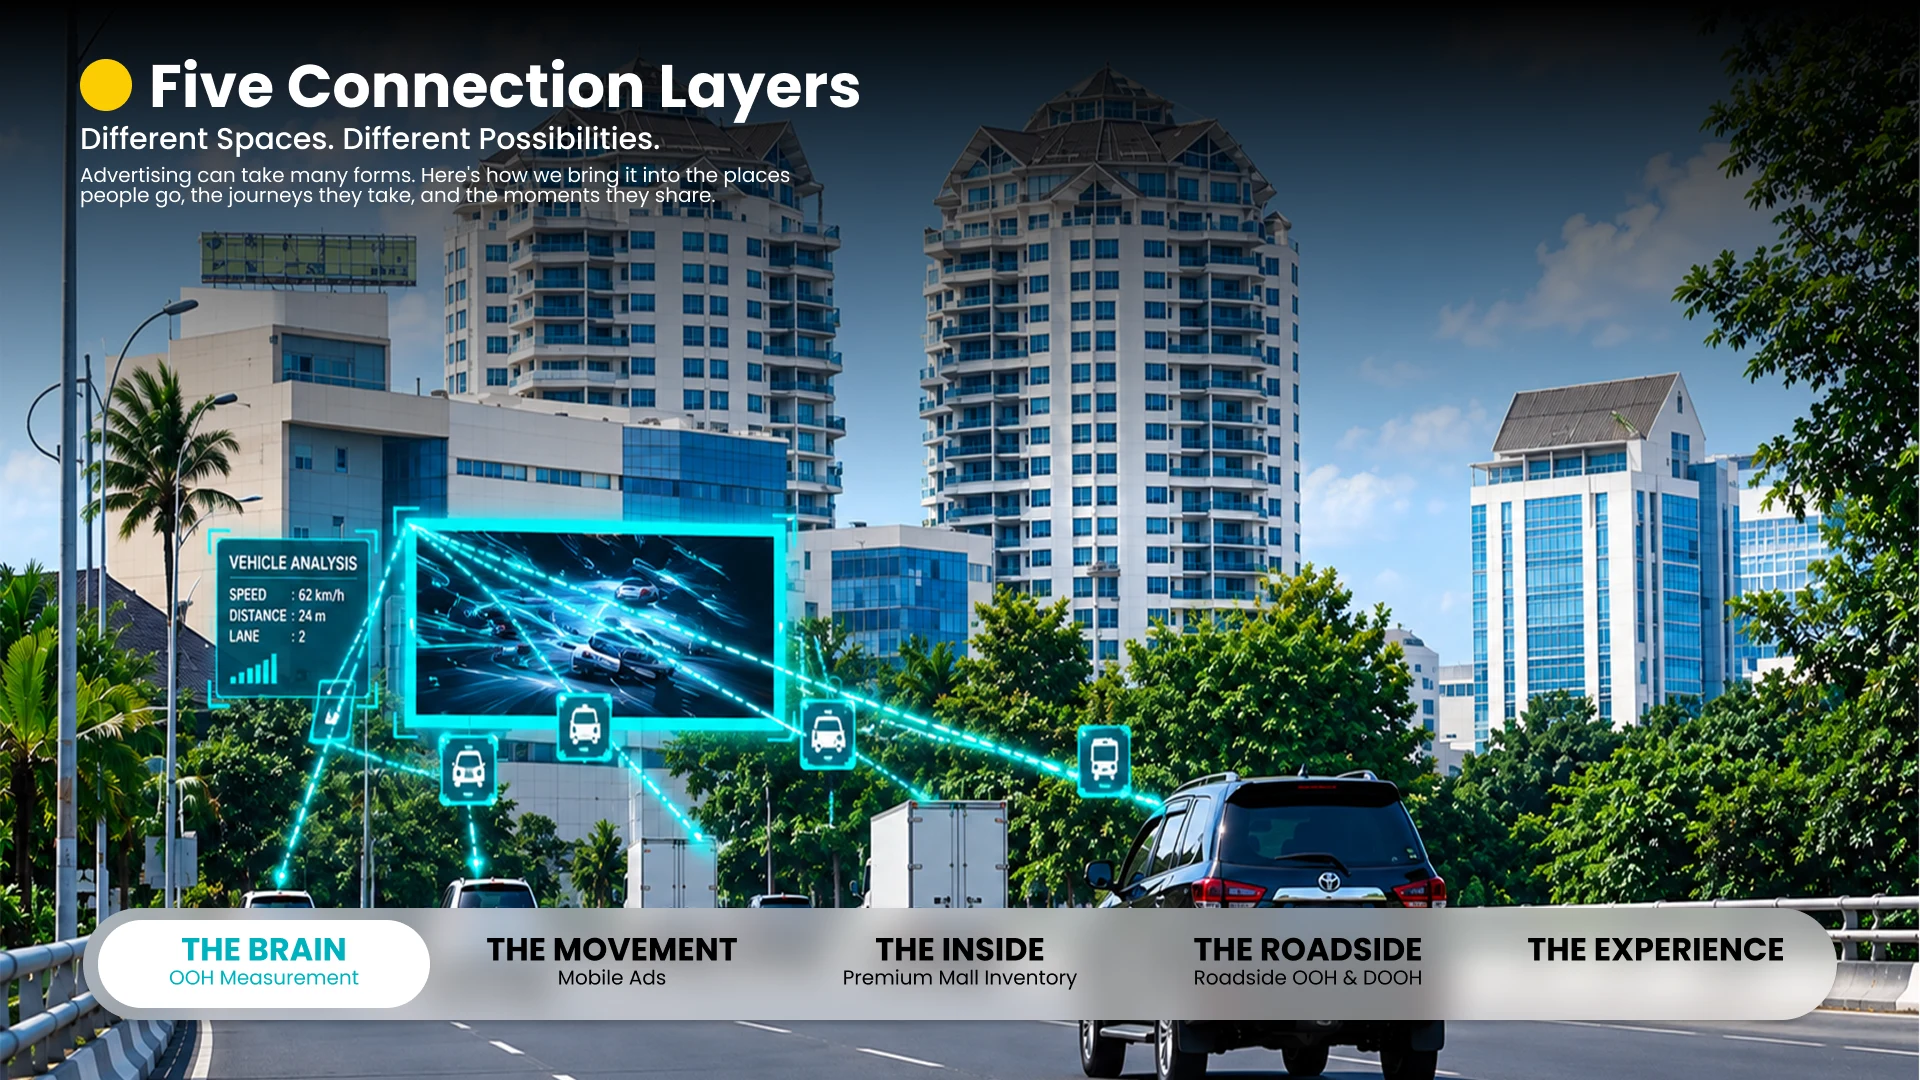 Five Connection Layers
Different Spaces. Different Possibilities.
Advertising can take many forms. Here's how we bring it into the places
people go, the journeys they take, and the moments they share.
VEHICLE ANALYSIS
SPEED : 62 km/h
DISTANCE : 24 m
LANE : 2
THE BRAIN
OOH Measurement
THE MOVEMENT
Mobile Ads
THE INSIDE
Premium Mall Inventory
THE ROADSIDE
Roadside OOH & DOOH
THE EXPERIENCE